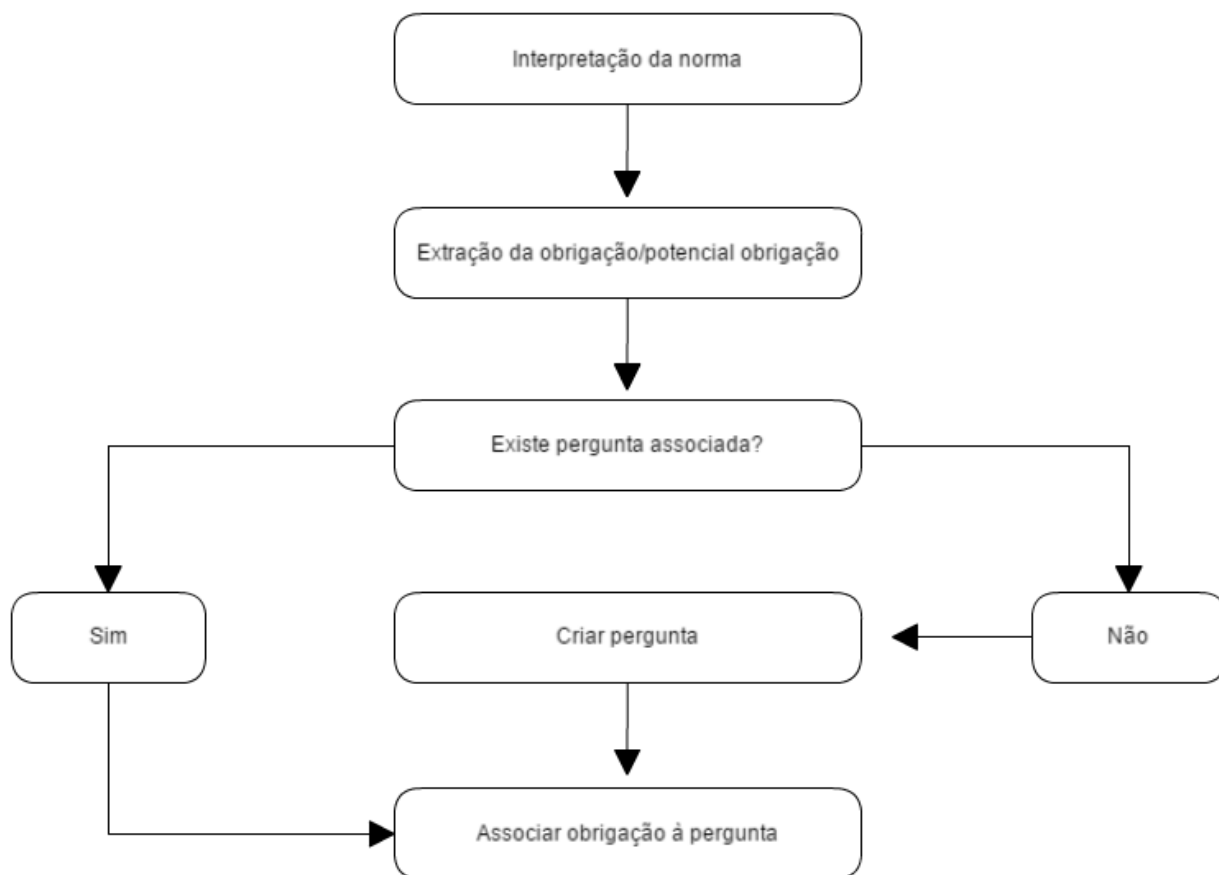 Interpretação da norma
Extração da obrigação/potencial obrigação
Existe pergunta associada?
Sim
Criar pergunta
Não
Associar obrigação à pergunta